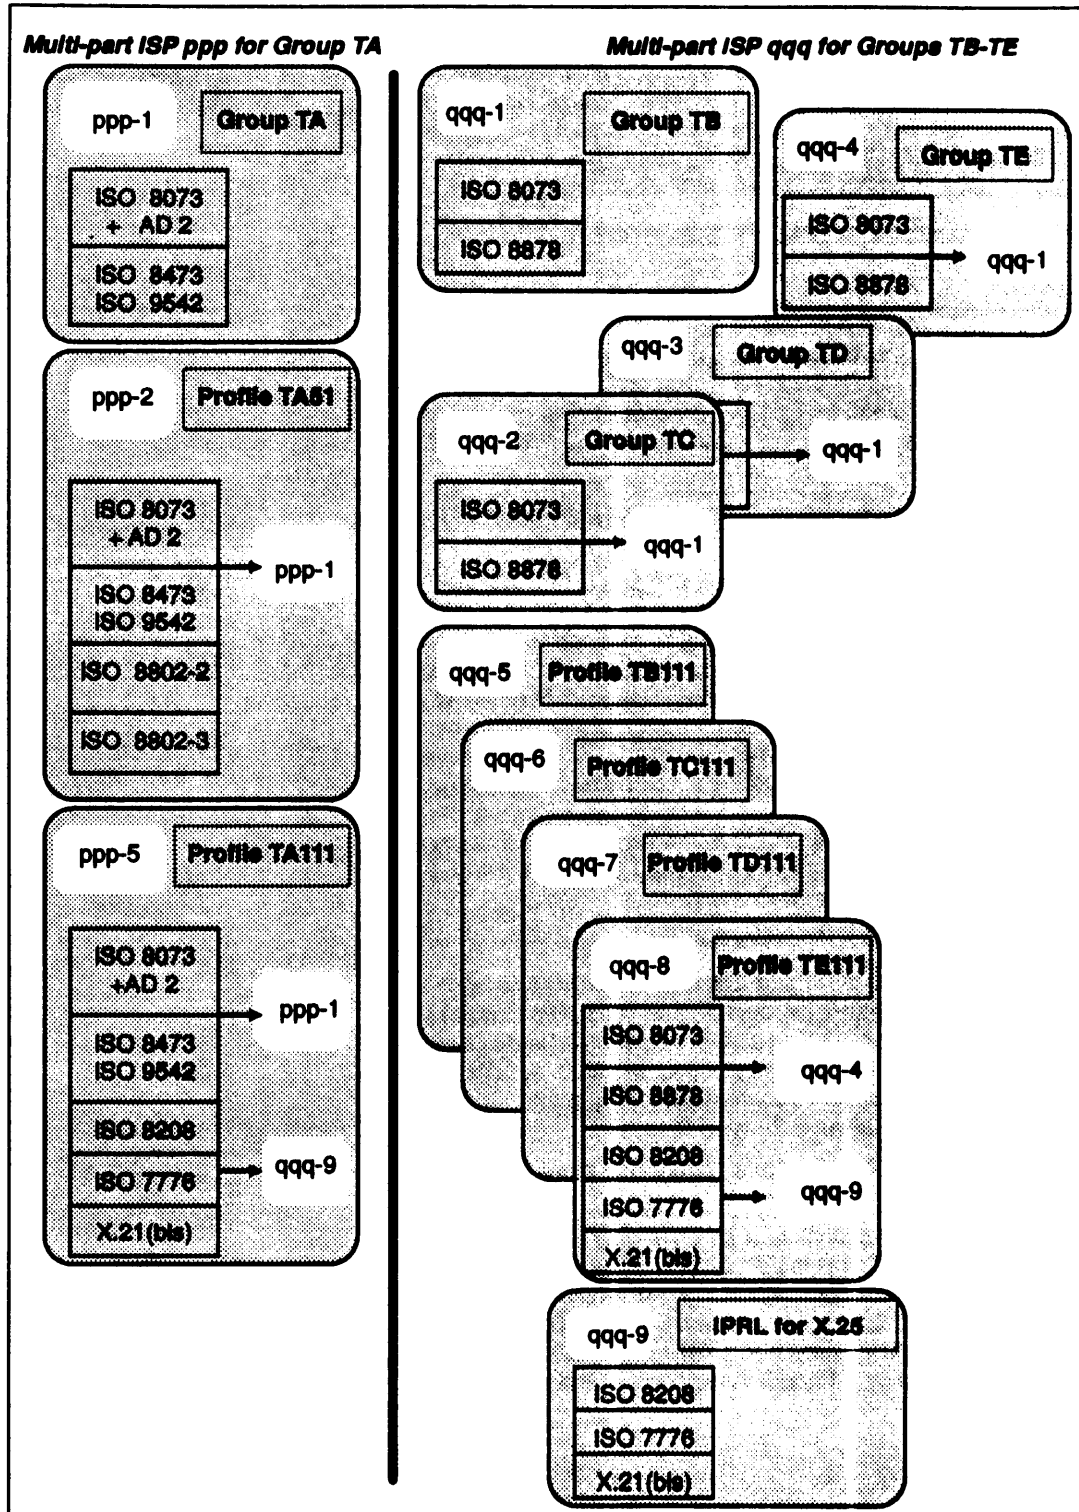 Multi-part ISP ppp for Group TA
ppp-1
Group TA
ISO 8073
+ AD 2
ISO 8473
ISO 9542
ppp-2
Profile TA51
ISO 8073
+ AD 2
ppp-1
ISO 8473
ISO 9542
ISO 8802-2
ISO 8802-3
ppp-5
Profile TA111
ISO 8073
+AD 2
ppp-1
ISO 8473
ISO 9542
ISO 8208
ISO 7776
qqq-9
X.21(bis)
Multi-part ISP qqq for Groups TB-TE
qqq-1
Group TB
ISO 8073
ISO 8878
qqq-4
Group TE
ISO 8073
qqq-1
ISO 8878
qqq-3
Group TD
qqq-1
qqq-2
Group TC
ISO 8073
qqq-1
ISO 8878
qqq-5
Profile TB111
qqq-6
Profile TC111
qqq-7
Profile TD111
qqq-8
Profile TE111
ISO 8073
qqq-4
ISO 8878
ISO 8208
ISO 7776
qqq-9
X.21(bis)
qqq-9
IPRL for X.25
ISO 8208
ISO 7776
X.21(bis)